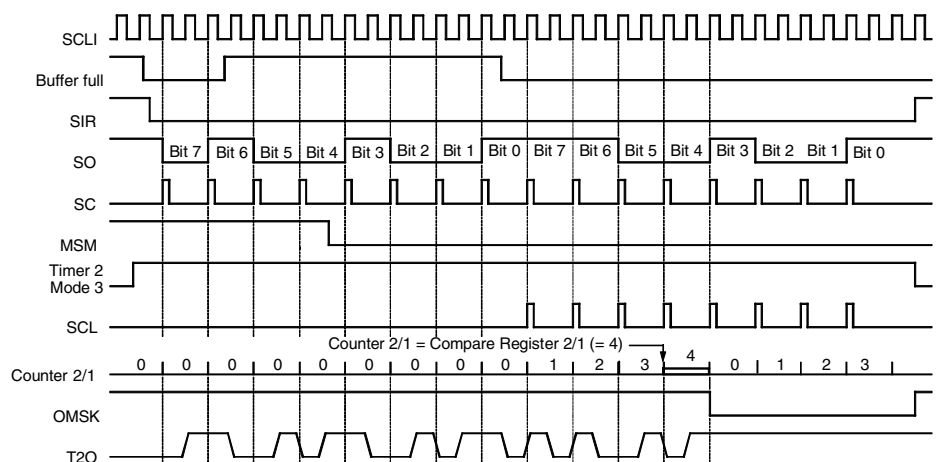 SCLI
Buffer full
SIR
SO Bit 7 Bit 6 Bit 5 Bit 4 Bit 3 Bit 2 Bit 1 Bit 0 Bit 7 Bit 6 Bit 5 Bit 4 Bit 3 Bit 2 Bit 1 Bit 0
SC
MSM
Timer 2
Mode 3
SCL
Counter 2/1 = Compare Register 2/1 (= 4)
Counter 2/1 0 0 0 0 0 0 0 0 1 2 3 4 0 1 2 3
OMSK
T2O